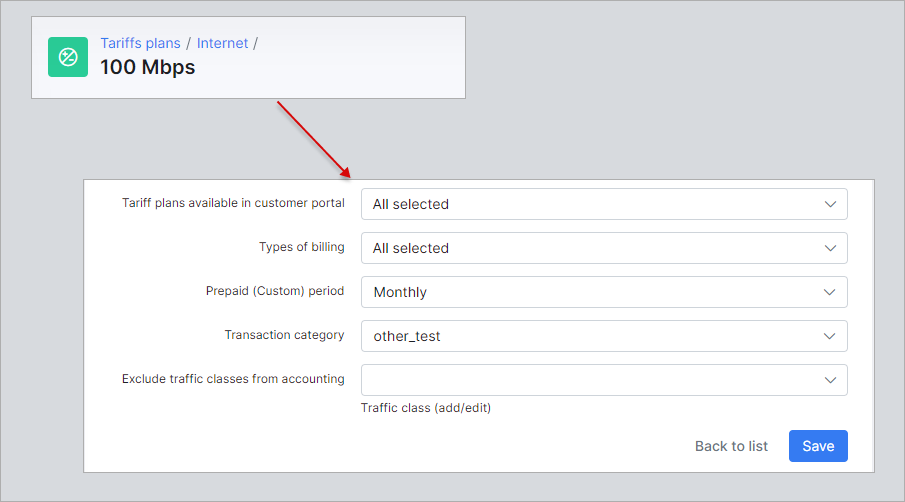 Tariffs plans / Internet /
100 Mbps
Tariff plans available in customer portal All selected
Types of billing All selected
Prepaid (Custom) period Monthly
Transaction category other_test
Exclude traffic classes from accounting
Traffic class (add/edit)
Back to list Save